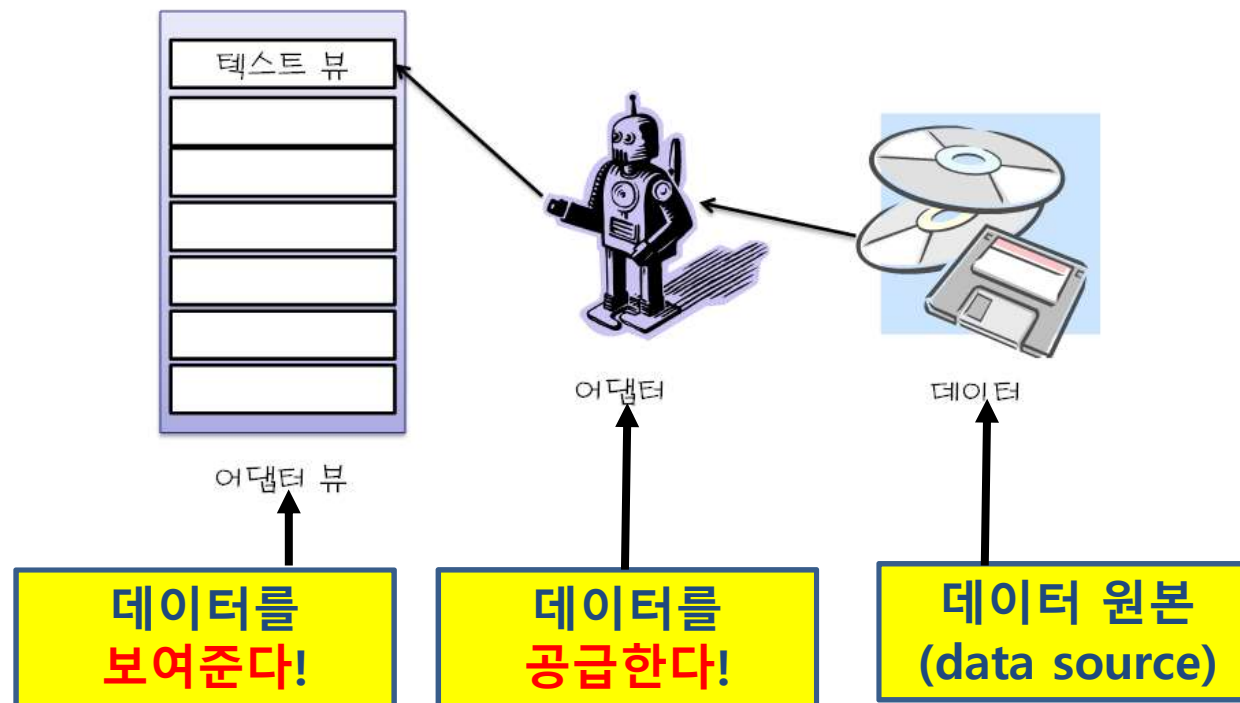 텍스트 뷰
어댑터
데이터
어댑터 뷰
데이터를
보여준다!
데이터를
공급한다!
데이터 원본
(data source)